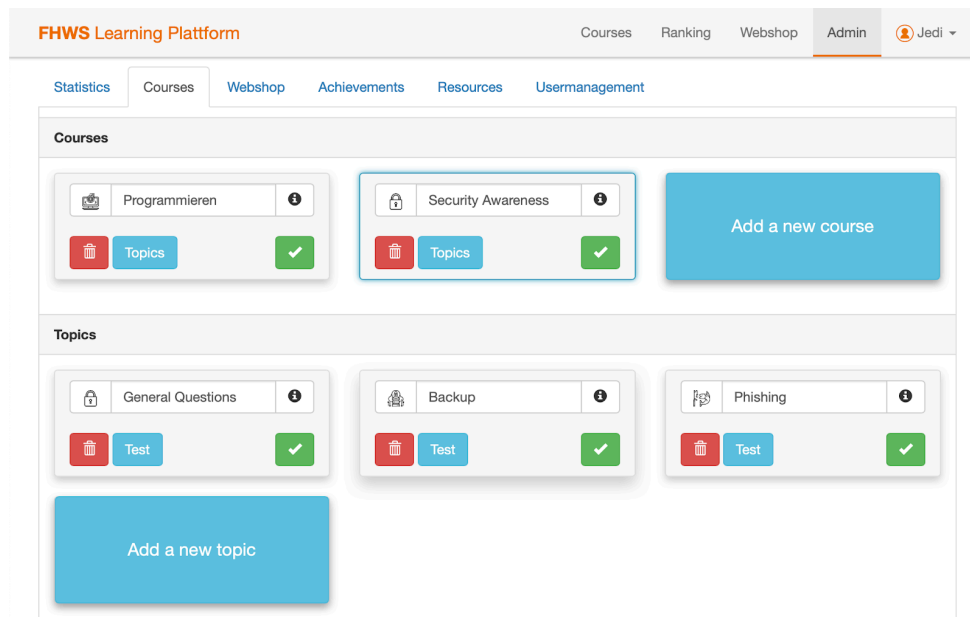 FHWS Learning Plattform Courses Ranking Webshop Admin Jedi
Statistics Courses Webshop Achievements Resources Usermanagement
Courses
Programmieren Security Awareness
Add a new course
Topics Topics
Topics
General Questions Backup Phishing
Test Test Test
Add a new topic